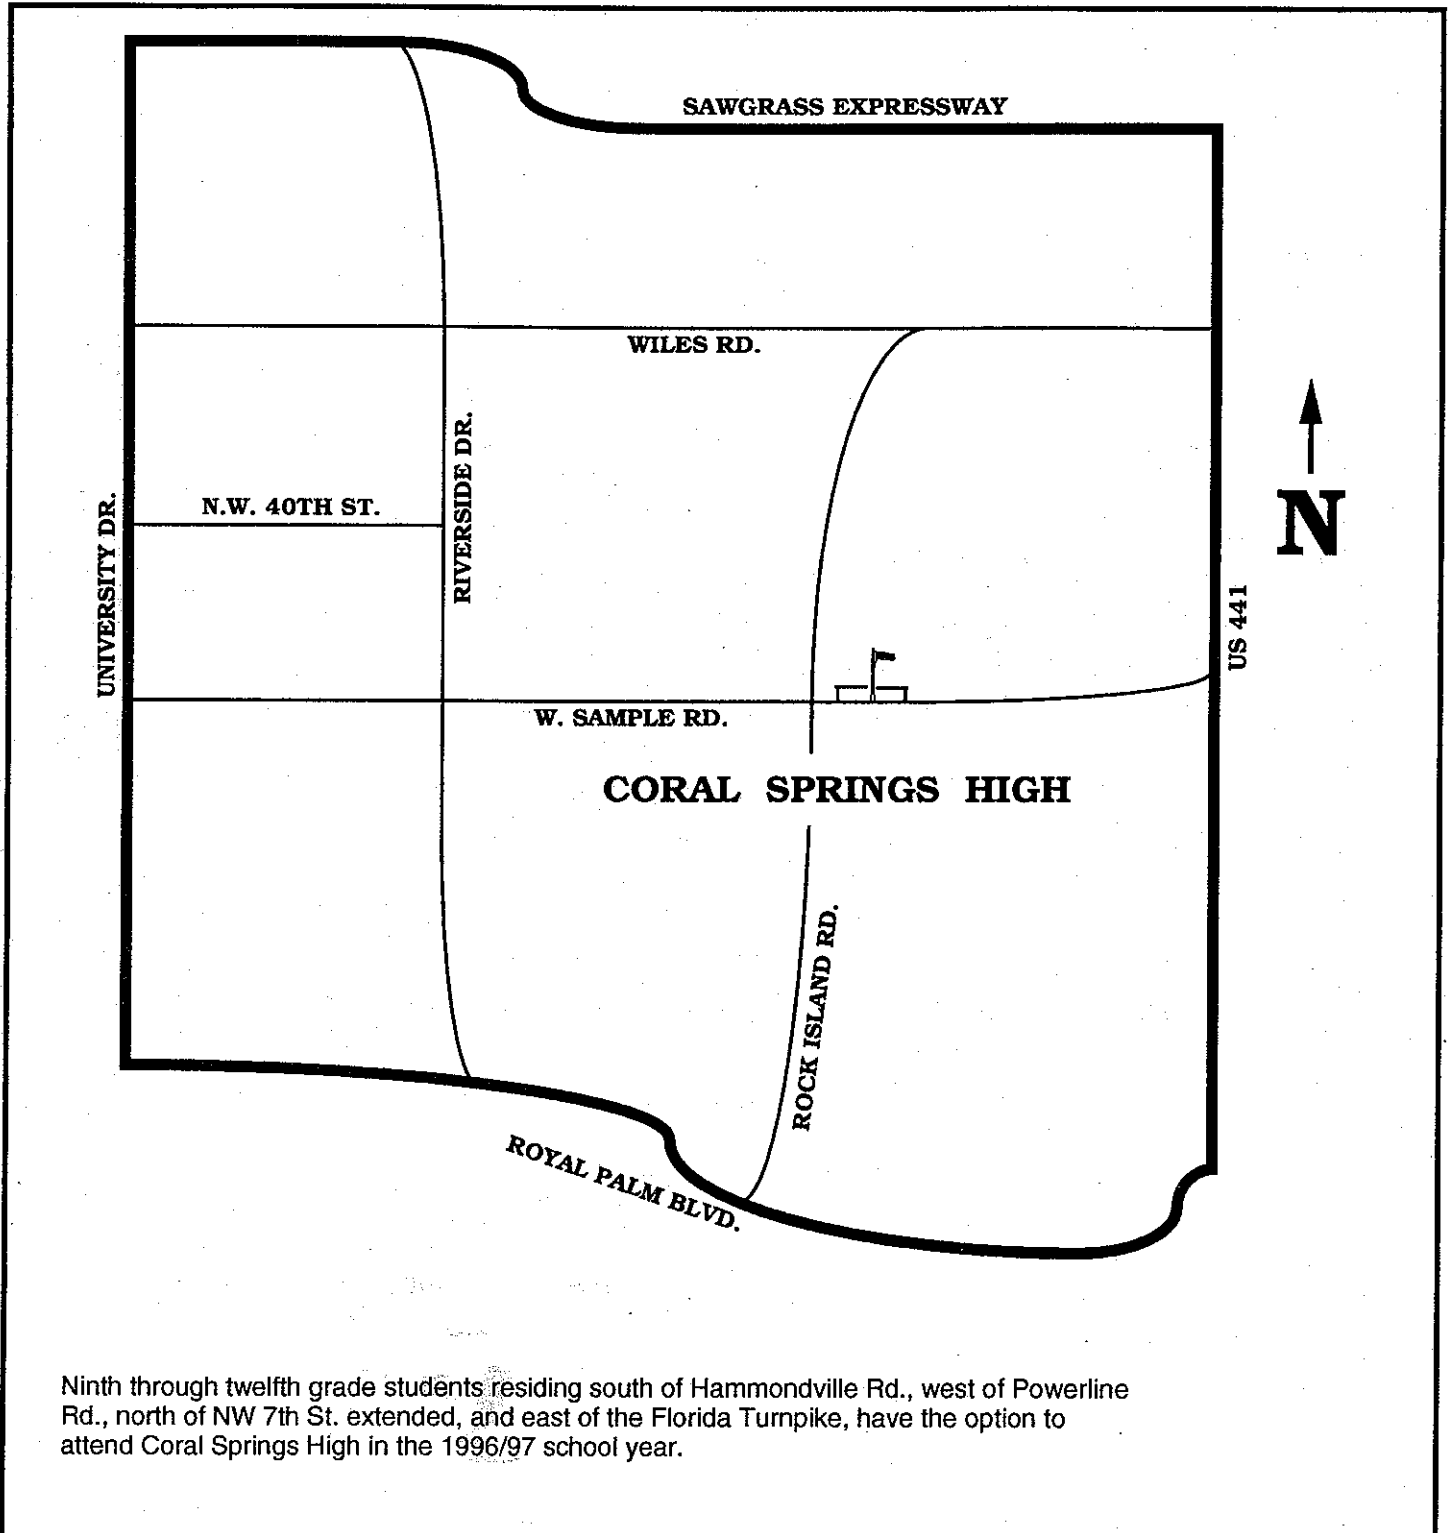 SAWGRASS EXPRESSWAY
WILES RD.
RIVERSIDE DR.
N.W. 40TH ST.
UNIVERSITY DR.
N
US 441
W. SAMPLE RD.
CORAL SPRINGS HIGH
ROCK ISLAND RD.
ROYAL PALM BLVD.
Ninth through twelfth grade students residing south of Hammondville Rd., west of Powerline
Rd., north of NW 7th St. extended, and east of the Florida Turnpike, have the option to
attend Coral Springs High in the 1996/97 school year.